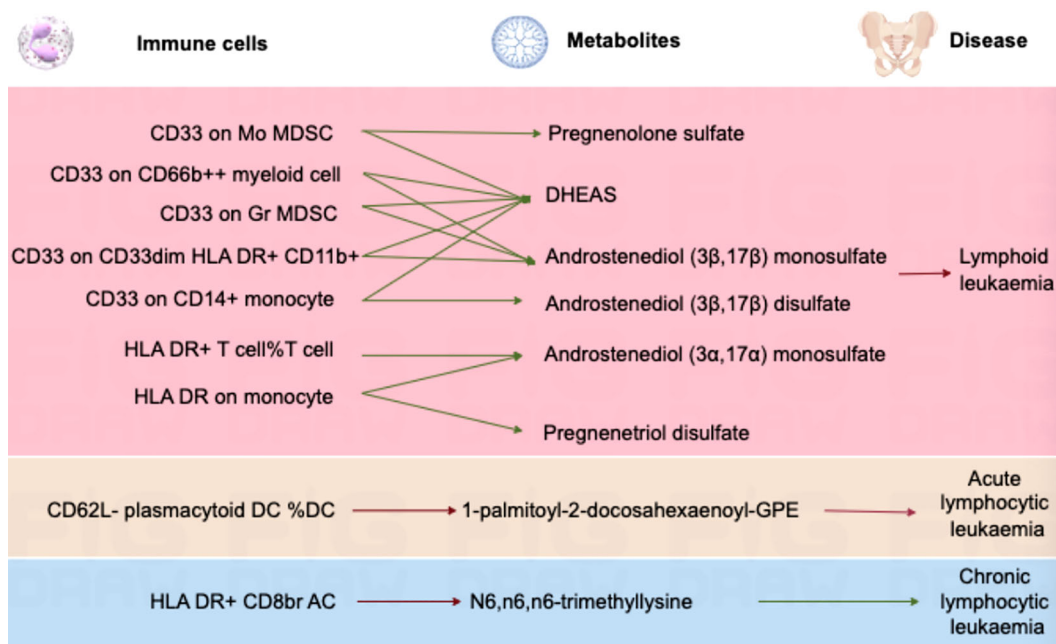 Immune cells
Metabolites
Disease
CD33 on Mo MDSC
Pregnenolone sulfate
CD33 on CD66b++ myeloid cell
DHEAS
CD33 on Gr MDSC
CD33 on CD33dim HLA DR+ CD11b+
Androstenediol (3β,17β) monosulfate
Lymphoid
leukaemia
CD33 on CD14+ monocyte
Androstenediol (3β,17β) disulfate
HLA DR+ T cell%T cell
Androstenediol (3α,17α) monosulfate
HLA DR on monocyte
Pregnenetriol disulfate
CD62L- plasmacytoid DC %DC
1-palmitoyl-2-docosahexaenoyl-GPE
Acute
lymphocytic
leukaemia
HLA DR+ CD8br AC
N6,n6,n6-trimethyllysine
Chronic
lymphocytic
leukaemia
FIG
DRAW